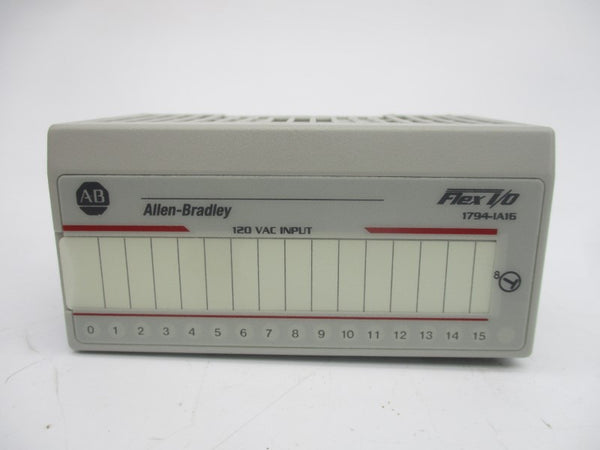 AB
Allen-Bradley
Flex I/O
1794-IA16
120 VAC INPUT
8
0 1 2 3 4 5 6 7 8 9 10 11 12 13 14 15